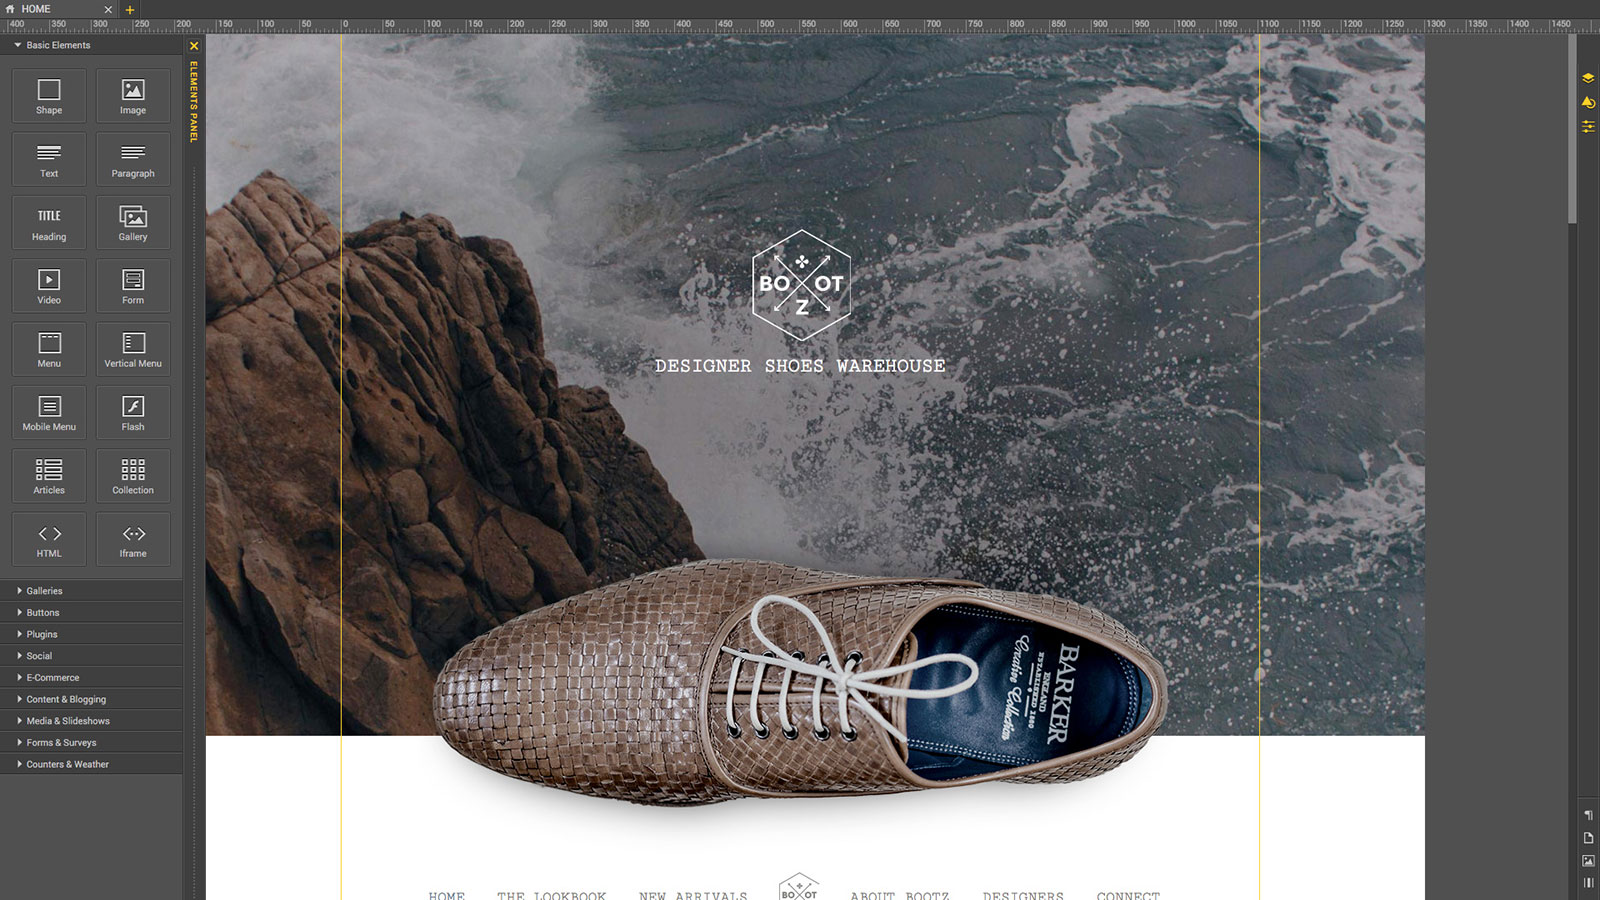 HOME
400 350 300 250 200 150 100 50 0 50 100 150 200 250 300 350 400 450 500 550 600 650 700 750 800 850 900 950 1000 1050 1100 1150 1200 1250 1300 1350 1400 1450
Basic Elements
ELEMENTS PANEL
Shape Image
Text Paragraph
TITLE
Heading Gallery
Video Form
Menu Vertical Menu
Mobile Menu Flash
Articles Collection
HTML Iframe
Galleries
Buttons
Plugins
Social
E-Commerce
Content & Blogging
Media & Slideshows
Forms & Surveys
Counters & Weather
BO OT
Z
DESIGNER SHOES WAREHOUSE
BARKER
ENGLAND
ESTABLISHED 1880
Creative Collection
HOME THE LOOKBOOK NEW ARRIVALS BO OT ABOUT BOOTZ DESIGNERS CONNECT